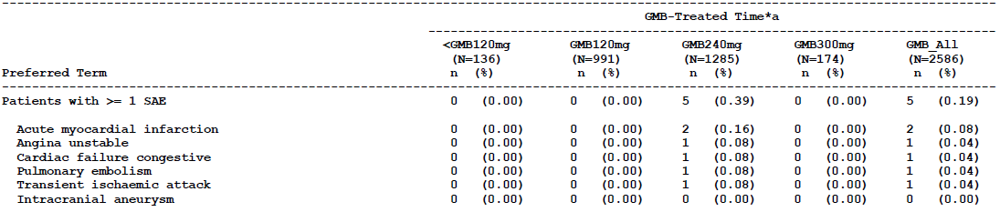 GMB-Treated Time*a
<GMB120mg GMB120mg GMB240mg GMB300mg GMB_All
(N=136) (N=991) (N=1285) (N=174) (N=2586)
Preferred Term n (%) n (%) n (%) n (%) n (%)
Patients with >= 1 SAE 0 (0.00) 0 (0.00) 5 (0.39) 0 (0.00) 5 (0.19)
Acute myocardial infarction 0 (0.00) 0 (0.00) 2 (0.16) 0 (0.00) 2 (0.08)
Angina unstable 0 (0.00) 0 (0.00) 1 (0.08) 0 (0.00) 1 (0.04)
Cardiac failure congestive 0 (0.00) 0 (0.00) 1 (0.08) 0 (0.00) 1 (0.04)
Pulmonary embolism 0 (0.00) 0 (0.00) 1 (0.08) 0 (0.00) 1 (0.04)
Transient ischaemic attack 0 (0.00) 0 (0.00) 1 (0.08) 0 (0.00) 1 (0.04)
Intracranial aneurysm 0 (0.00) 0 (0.00) 0 (0.00) 0 (0.00) 0 (0.00)